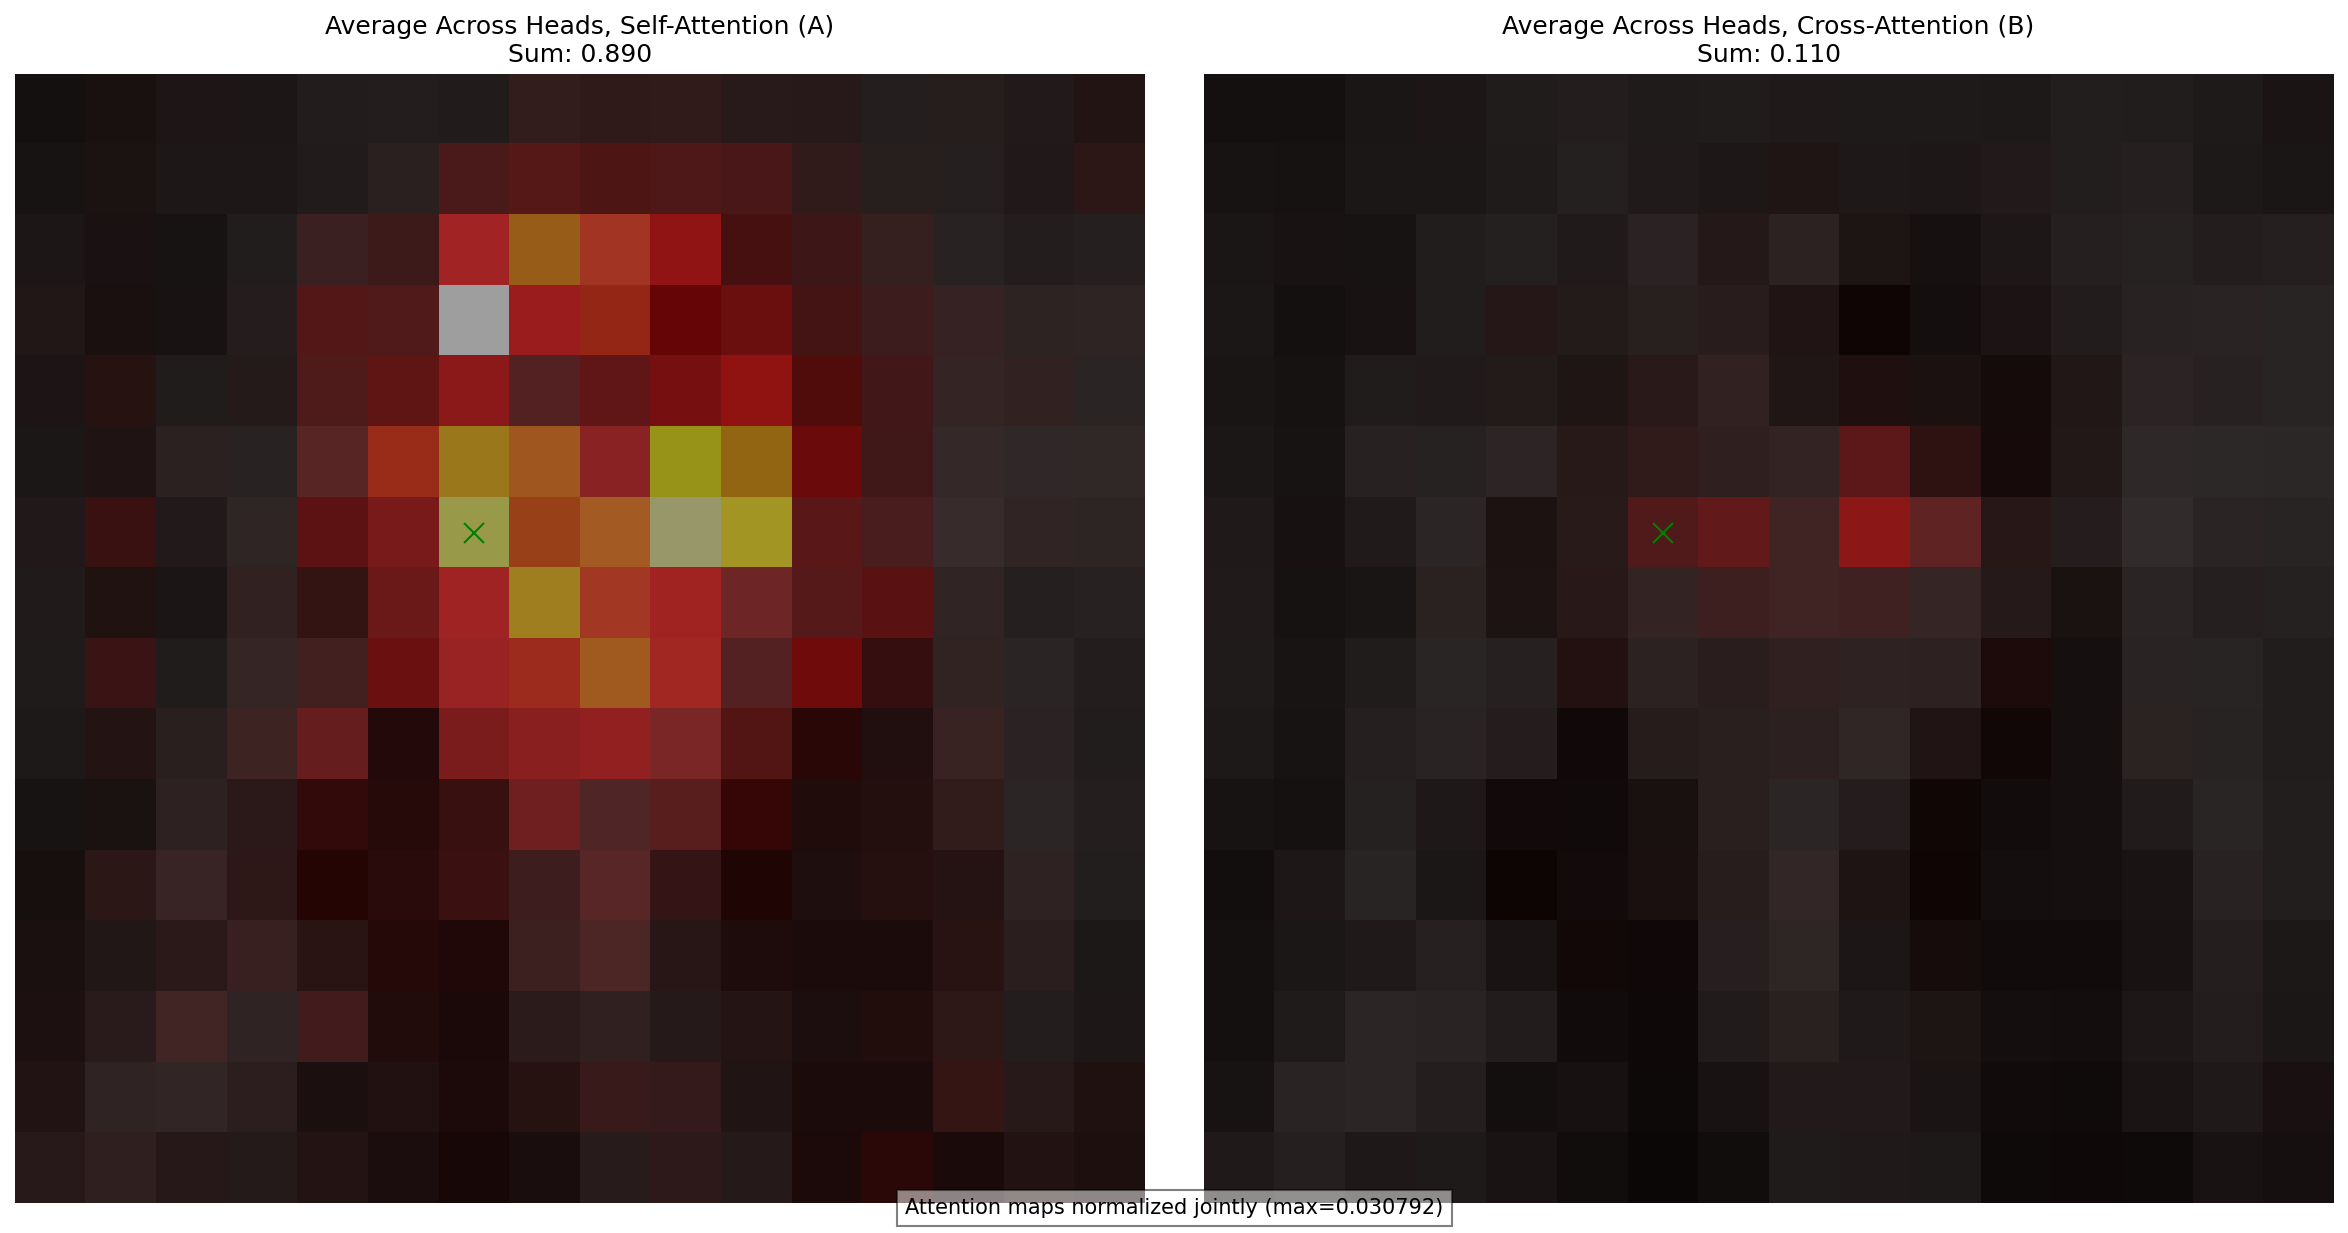 Average Across Heads, Self-Attention (A)
Sum: 0.890
Average Across Heads, Cross-Attention (B)
Sum: 0.110
Attention maps normalized jointly (max=0.030792)